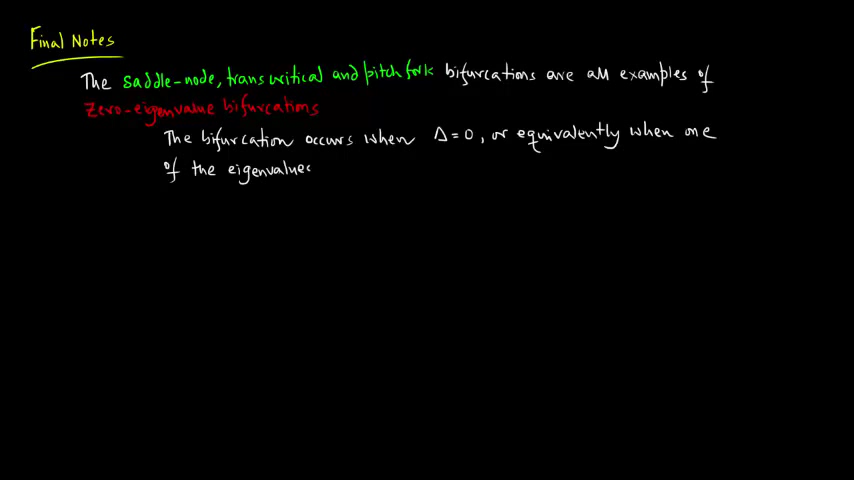 Final Notes
The saddle-node, transcritical and pitchfork bifurcations are all examples of
zero-eigenvalue bifurcations
The bifurcation occurs when Δ=0, or equivalently when one
of the eigenvalues